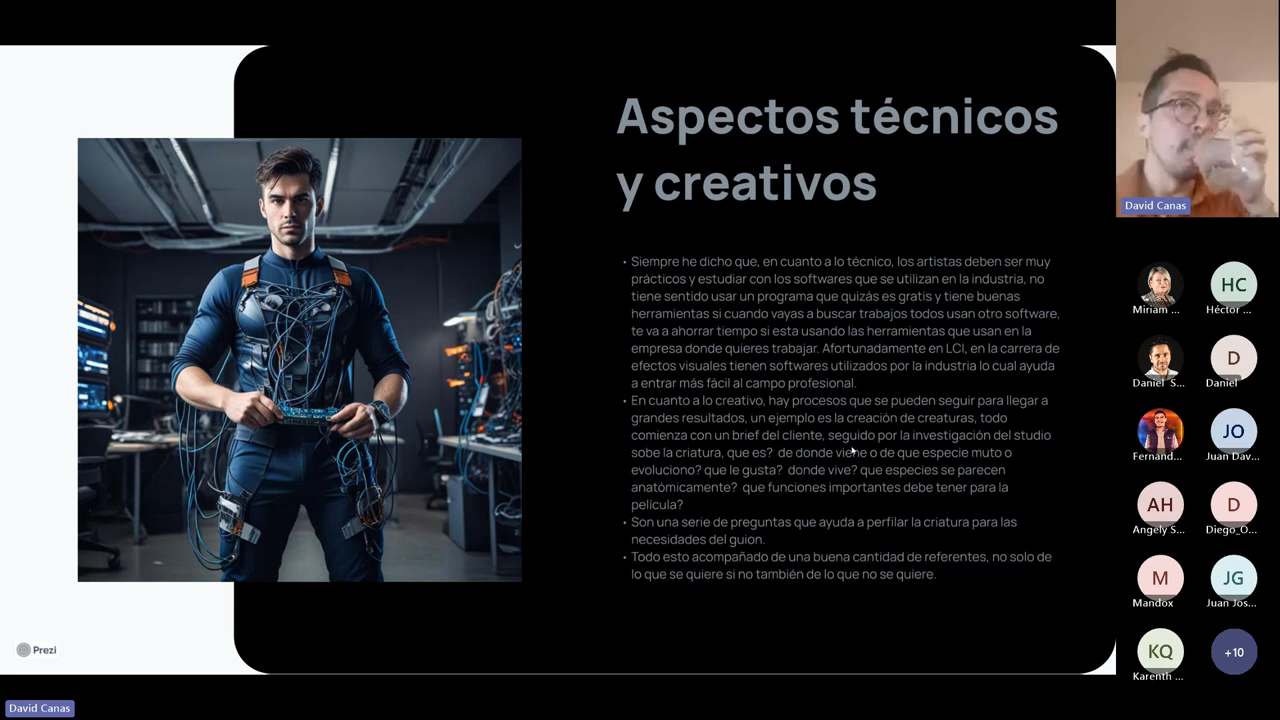 Aspectos técnicos
y creativos
• Siempre he dicho que, en cuanto a lo técnico, los artistas deben ser muy
prácticos y estudiar con los softwares que se utilizan en la industria, no
tiene sentido usar un programa que quizás es gratis y tiene buenas
herramientas si cuando vayas a buscar trabajos todos usan otro software,
te va a ahorrar tiempo si esta usando las herramientas que usan en la
empresa donde quieres trabajar. Afortunadamente en LCI, en la carrera de
efectos visuales tienen softwares utilizados por la industria lo cual ayuda
a entrar más fácil al campo profesional.
• En cuanto a lo creativo, hay procesos que se pueden seguir para llegar a
grandes resultados, un ejemplo es la creación de creaturas, todo
comienza con un brief del cliente, seguido por la investigación del studio
sobe la criatura, que es? de donde viene o de que especie muto o
evoluciono? que le gusta? donde vive? que especies se parecen
anatómicamente? que funciones importantes debe tener para la
película?
• Son una serie de preguntas que ayuda a perfilar la criatura para las
necesidades del guion.
• Todo esto acompañado de una buena cantidad de referentes, no solo de
lo que se quiere si no también de lo que no se quiere.
Prezi
David Canas
David Canas
Miriam ...
HC
Héctor ...
Daniel S...
D
Daniel
Fernand...
JO
Juan Dav...
AH
Angely S...
D
Diego_O...
M
Mandox
JG
Juan Jos...
KQ
Karenth ...
+10